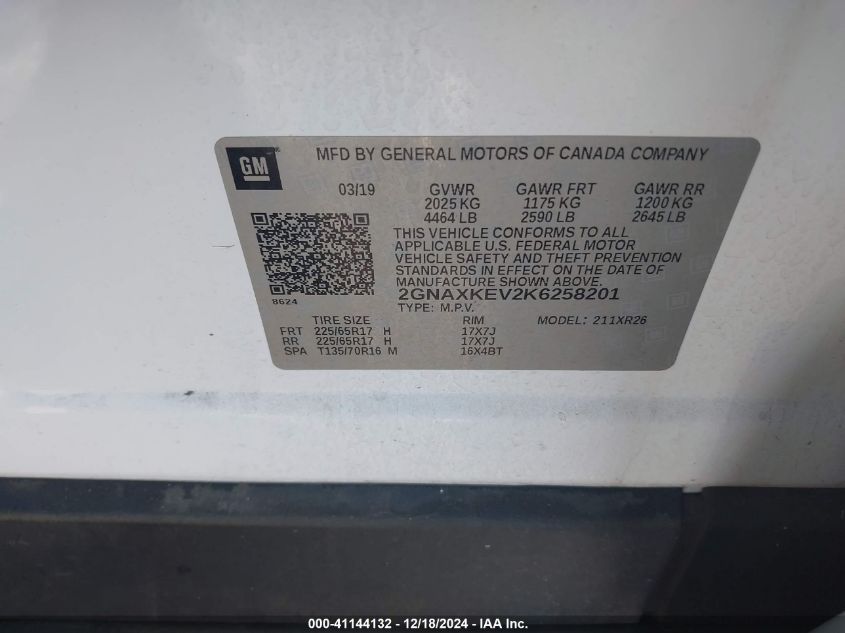 GM
MFD BY GENERAL MOTORS OF CANADA COMPANY
03/19 GVWR GAWR FRT GAWR RR
2025 KG 1175 KG 1200 KG
4464 LB 2590 LB 2645 LB
THIS VEHICLE CONFORMS TO ALL
APPLICABLE U.S. FEDERAL MOTOR
VEHICLE SAFETY AND THEFT PREVENTION
STANDARDS IN EFFECT ON THE DATE OF
MANUFACTURE SHOWN ABOVE.
8624
2GNAXKEV2K6258201
TYPE: M.P.V.
TIRE SIZE RIM MODEL: 211XR26
FRT 225/65R17 H 17X7J
RR 225/65R17 H 17X7J
SPA T135/70R16 M 16X4BT
000-41144132 - 12/18/2024 - IAA Inc.